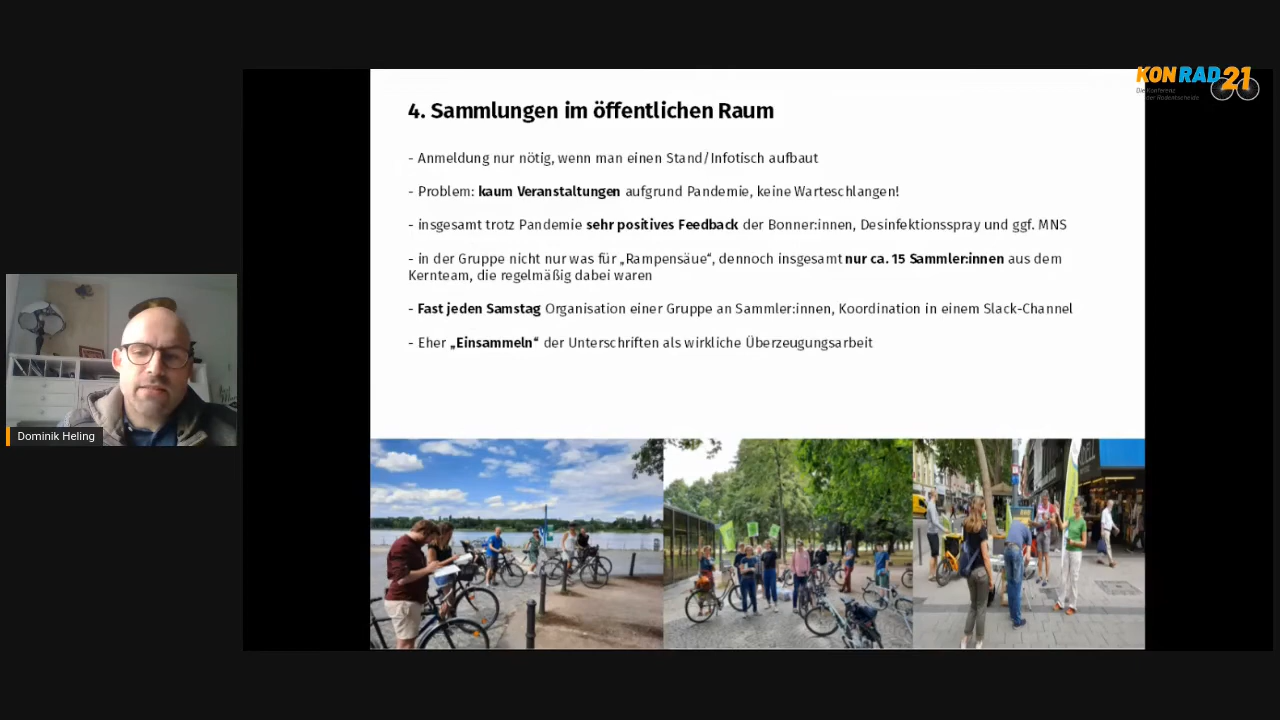 KONRAD21
Die Konferenz
der Radentscheide
4. Sammlungen im öffentlichen Raum
- Anmeldung nur nötig, wenn man einen Stand/Infotisch aufbaut
- Problem: kaum Veranstaltungen aufgrund Pandemie, keine Warteschlangen!
- insgesamt trotz Pandemie sehr positives Feedback der Bonner:innen, Desinfektionsspray und ggf. MNS
- in der Gruppe nicht nur was für „Rampensäue“, dennoch insgesamt nur ca. 15 Sammler:innen aus dem
Kernteam, die regelmäßig dabei waren
- Fast jeden Samstag Organisation einer Gruppe an Sammler:innen, Koordination in einem Slack-Channel
- Eher „Einsammeln“ der Unterschriften als wirkliche Überzeugungsarbeit
Dominik Heling